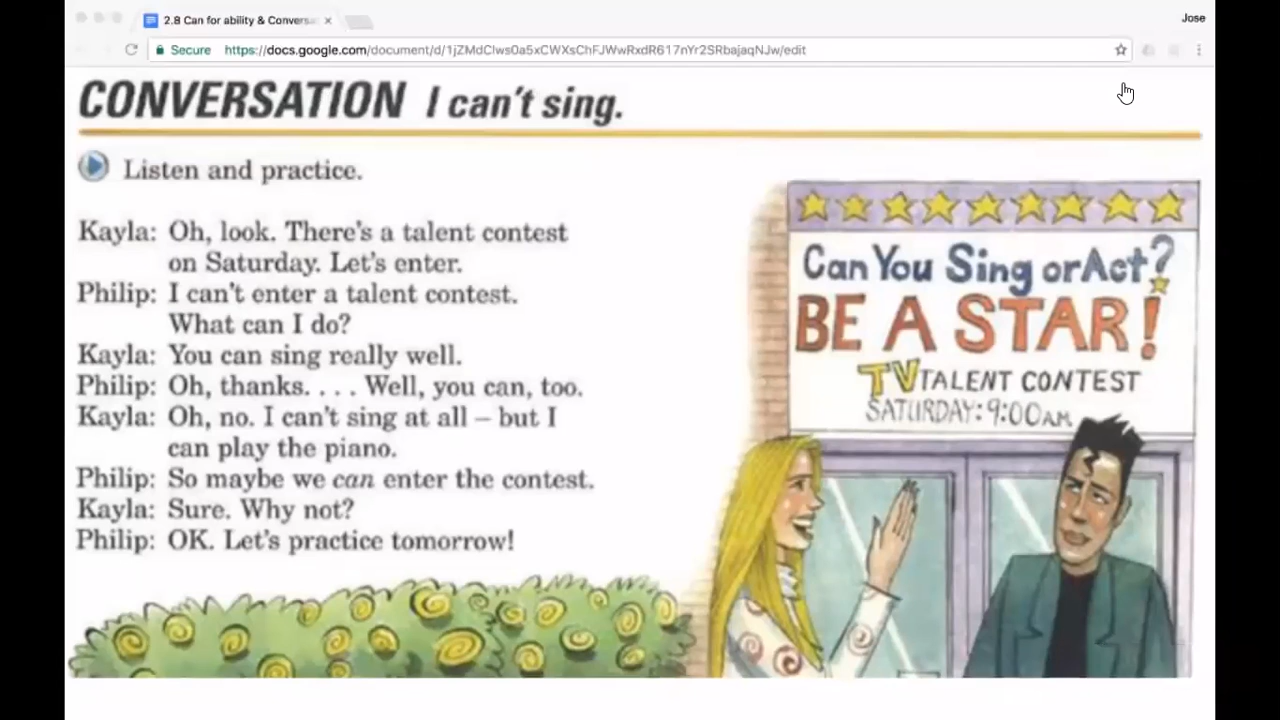 2.8 Can for ability & Conversa
Jose
Secure https://docs.google.com/document/d/1jZMdClws0a5xCWXsChFJWwRxdR617nYr2SRbajaqNJw/edit
CONVERSATION I can't sing.
Listen and practice.
Kayla: Oh, look. There's a talent contest
on Saturday. Let's enter.
Philip: I can't enter a talent contest.
What can I do?
Kayla: You can sing really well.
Philip: Oh, thanks. . . . Well, you can, too.
Kayla: Oh, no. I can't sing at all – but I
can play the piano.
Philip: So maybe we can enter the contest.
Kayla: Sure. Why not?
Philip: OK. Let's practice tomorrow!
Can You Sing or Act?
BE A STAR!
TV TALENT CONTEST
SATURDAY: 9:00 AM